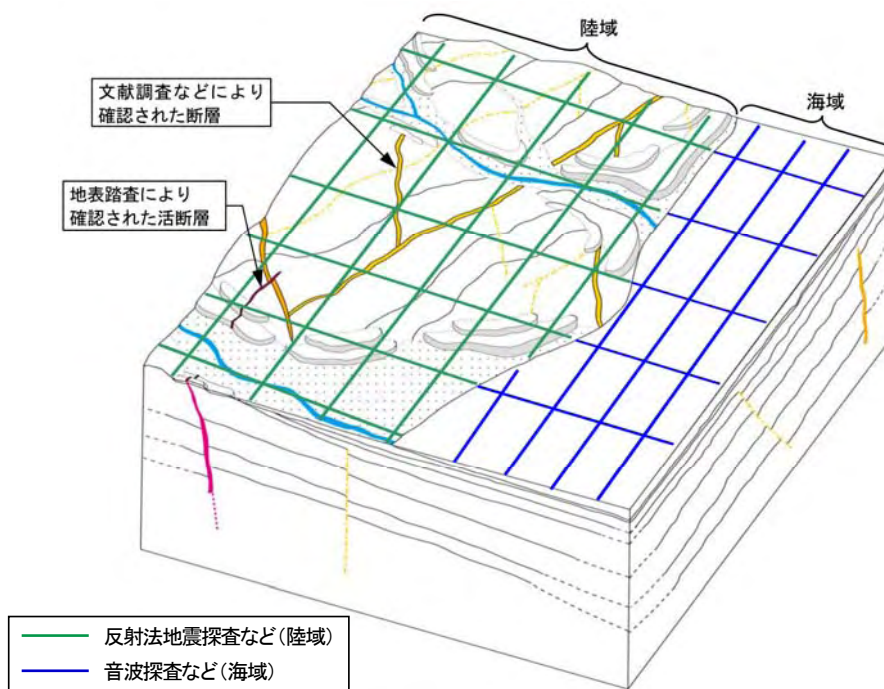 陸域
海域
文献調査などにより
確認された断層
地表踏査により
確認された活断層
反射法地震探査など(陸域)
音波探査など(海域)